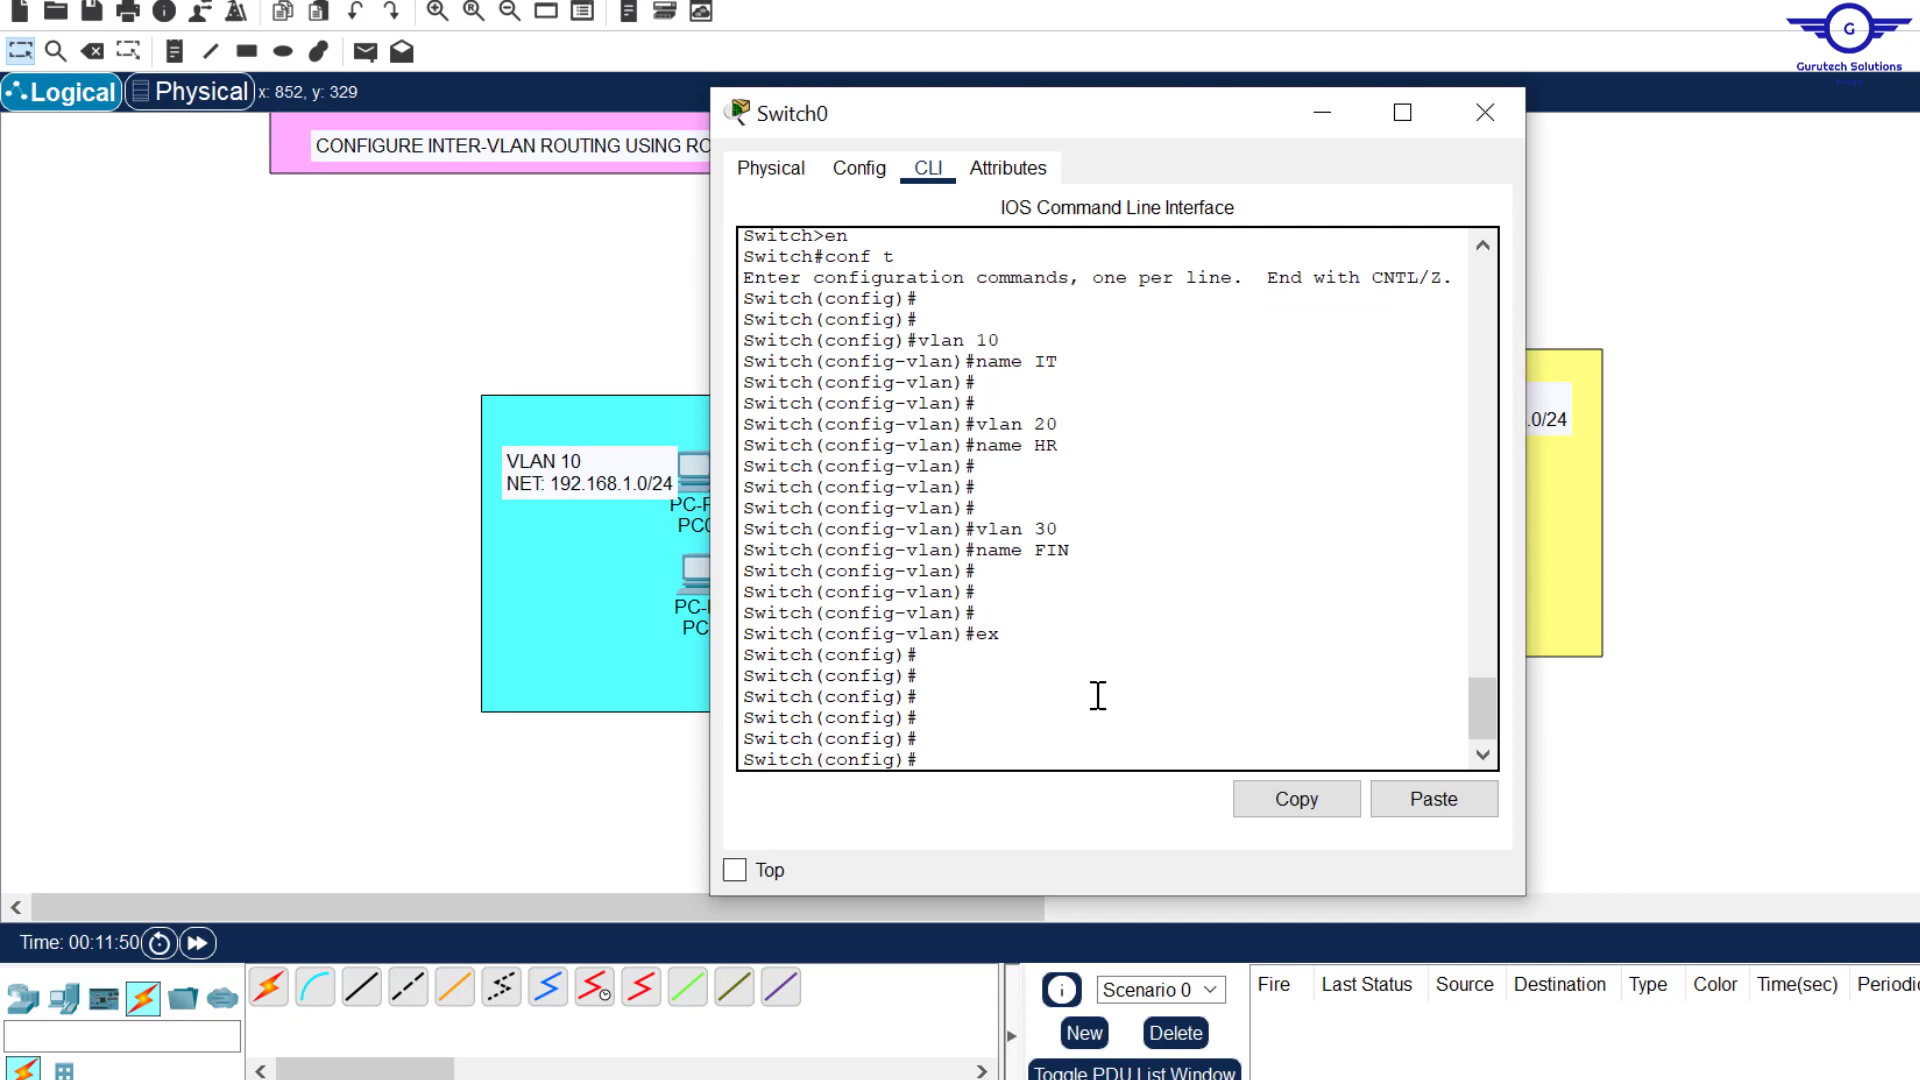 G
Gurutech Solutions
Logical
Physical
x: 852, y: 329
CONFIGURE INTER-VLAN ROUTING USING RO
VLAN 10
NET: 192.168.1.0/24
PC0
PC
.0/24
Switch0
Physical Config CLI Attributes
IOS Command Line Interface
Switch>en
Switch#conf t
Enter configuration commands, one per line. End with CNTL/Z.
Switch(config)#
Switch(config)#
Switch(config)#vlan 10
Switch(config-vlan)#name IT
Switch(config-vlan)#
Switch(config-vlan)#
Switch(config-vlan)#vlan 20
Switch(config-vlan)#name HR
Switch(config-vlan)#
Switch(config-vlan)#
Switch(config-vlan)#
Switch(config-vlan)#vlan 30
Switch(config-vlan)#name FIN
Switch(config-vlan)#
Switch(config-vlan)#
Switch(config-vlan)#
Switch(config-vlan)#ex
Switch(config)#
Switch(config)#
Switch(config)#
Switch(config)#
Switch(config)#
Switch(config)#
Copy
Paste
Top
Time: 00:11:50
Scenario 0
New
Delete
Toggle PDU List Window
Fire Last Status Source Destination Type Color Time(sec) Periodic